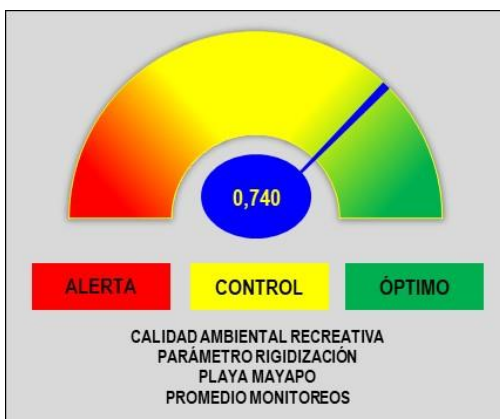 0,740
ALERTA CONTROL ÓPTIMO
CALIDAD AMBIENTAL RECREATIVA
PARÁMETRO RIGIDIZACIÓN
PLAYA MAYAPO
PROMEDIO MONITOREOS